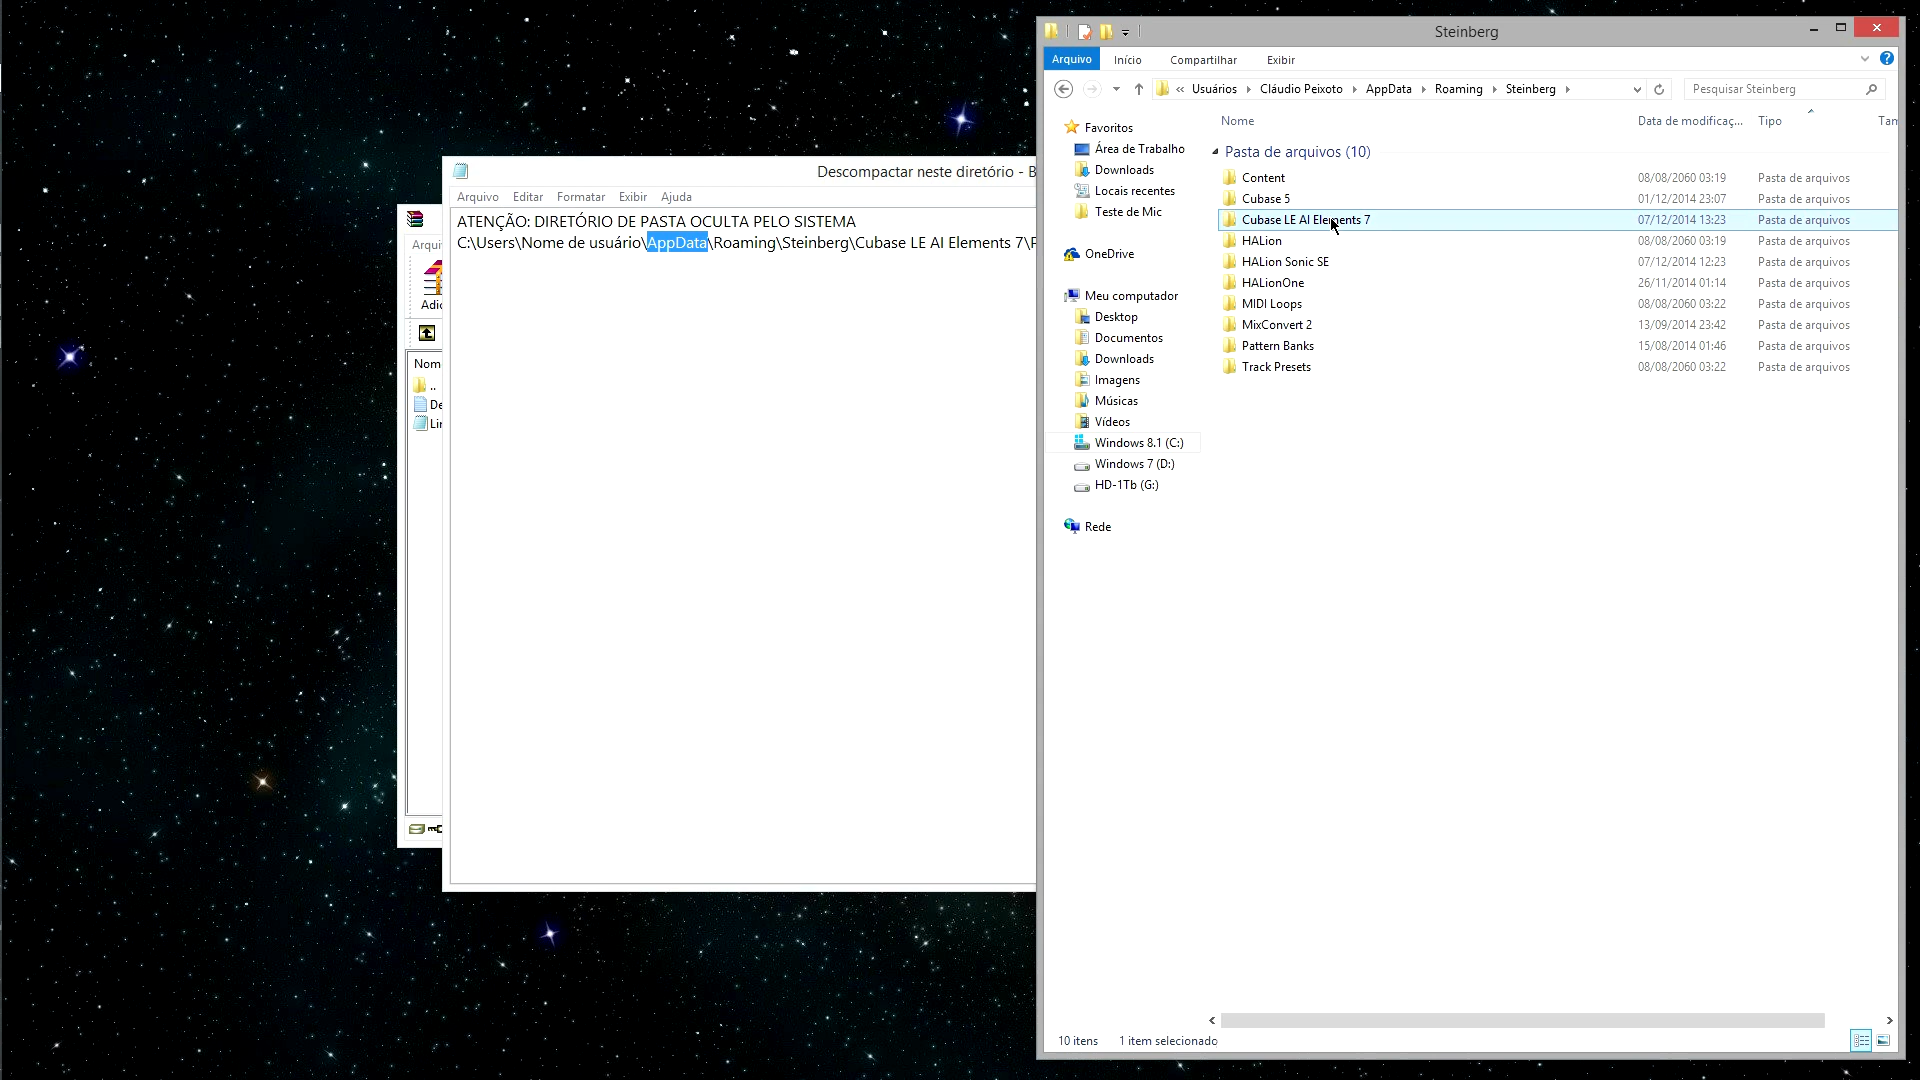 Arqui
Adic
Nom
..
De
Lir
Descompactar neste diretório - B
Arquivo Editar Formatar Exibir Ajuda
ATENÇÃO: DIRETÓRIO DE PASTA OCULTA PELO SISTEMA
C:\Users\Nome de usuário\AppData\Roaming\Steinberg\Cubase LE AI Elements 7\P
Steinberg
Arquivo Início Compartilhar Exibir
« Usuários Cláudio Peixoto AppData Roaming Steinberg
Pesquisar Steinberg
Favoritos
Área de Trabalho
Downloads
Locais recentes
Teste de Mic
OneDrive
Meu computador
Desktop
Documentos
Downloads
Imagens
Músicas
Vídeos
Windows 8.1 (C:)
Windows 7 (D:)
HD-1Tb (G:)
Rede
Nome Data de modificaç... Tipo Tam
Pasta de arquivos (10)
Content 08/08/2060 03:19 Pasta de arquivos
Cubase 5 01/12/2014 23:07 Pasta de arquivos
Cubase LE AI Elements 7 07/12/2014 13:23 Pasta de arquivos
HALion 08/08/2060 03:19 Pasta de arquivos
HALion Sonic SE 07/12/2014 12:23 Pasta de arquivos
HALionOne 26/11/2014 01:14 Pasta de arquivos
MIDI Loops 08/08/2060 03:22 Pasta de arquivos
MixConvert 2 13/09/2014 23:42 Pasta de arquivos
Pattern Banks 15/08/2014 01:46 Pasta de arquivos
Track Presets 08/08/2060 03:22 Pasta de arquivos
10 itens 1 item selecionado